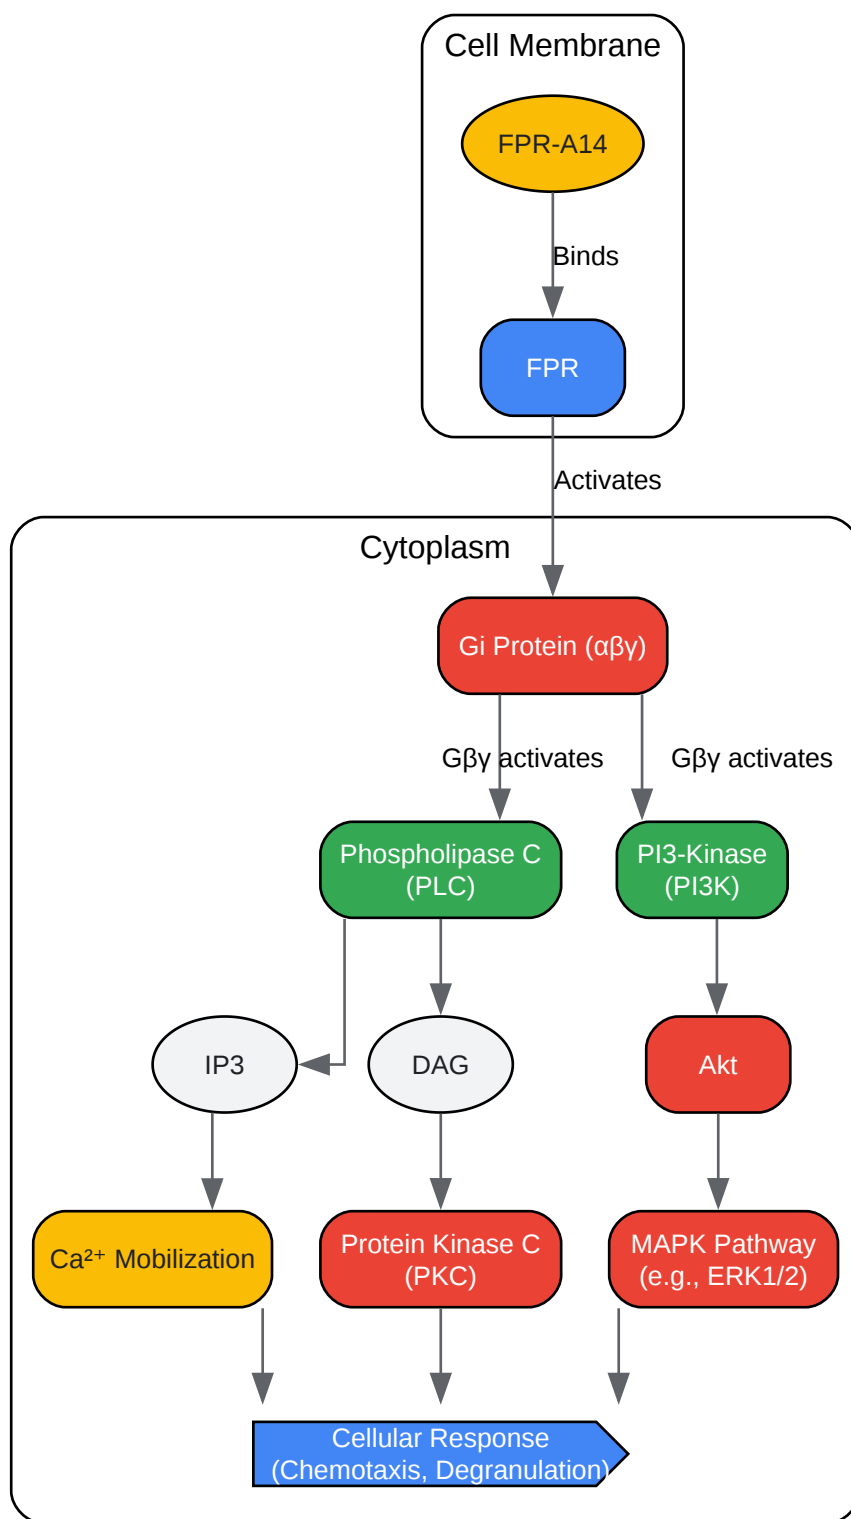 Cell Membrane
FPR-A14
Binds
FPR
Activates
Cytoplasm
Gi Protein (αβγ)
Gβγ activates
Gβγ activates
Phospholipase C
(PLC)
PI3-Kinase
(PI3K)
IP3
DAG
Akt
Ca²⁺ Mobilization
Protein Kinase C
(PKC)
MAPK Pathway
(e.g., ERK1/2)
Cellular Response
(Chemotaxis, Degranulation)